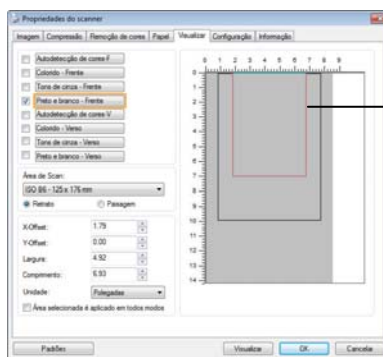 Propriedades do scanner
Imagem Compressão Remoção de cores Papel Visualizar Configuração Informação
Autodetecção de cores-F
Colorido - Frente
Tons de cinza - Frente
Preto e branco - Frente
Autodetecção de cores-V
Colorido - Verso
Tons de cinza - Verso
Preto e branco - Verso
Área de Scan:
ISO B6 - 125 x 176 mm
Retrato Paisagem
X-Offset: 1.79
Y-Offset: 0.00
Largura: 4.92
Comprimento: 6.93
Unidade: Polegadas
Área selecionada é aplicado em todos modos
0 1 2 3 4 5 6 7 8 9
0
1
2
3
4
5
6
7
8
9
10
11
12
13
14
Padrões Visualizar OK Cancelar